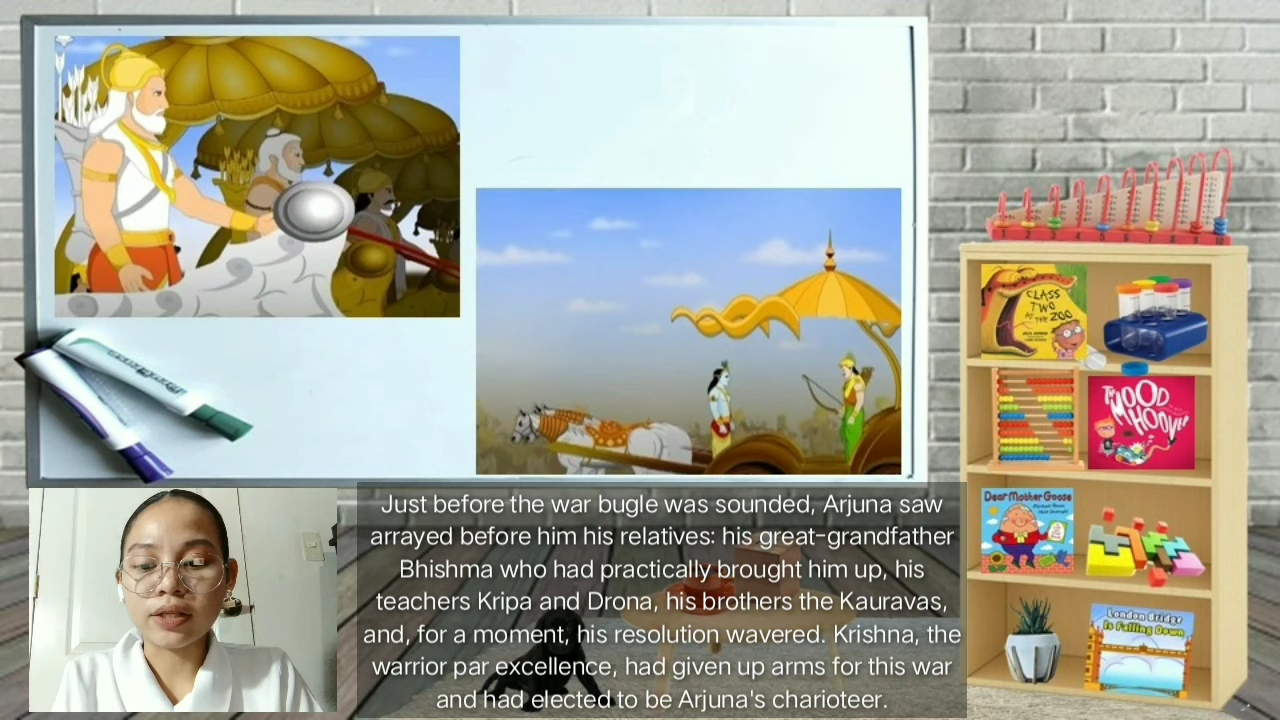 CLASS
TWO
AT THE ZOO
The
MOOD
HOOVER
Dear Mother Goose
London Bridge
Is Falling Down
Just before the war bugle was sounded, Arjuna saw
arrayed before him his relatives: his great-grandfather
Bhishma who had practically brought him up, his
teachers Kripa and Drona, his brothers the Kauravas,
and, for a moment, his resolution wavered. Krishna, the
warrior par excellence, had given up arms for this war
and had elected to be Arjuna's charioteer.